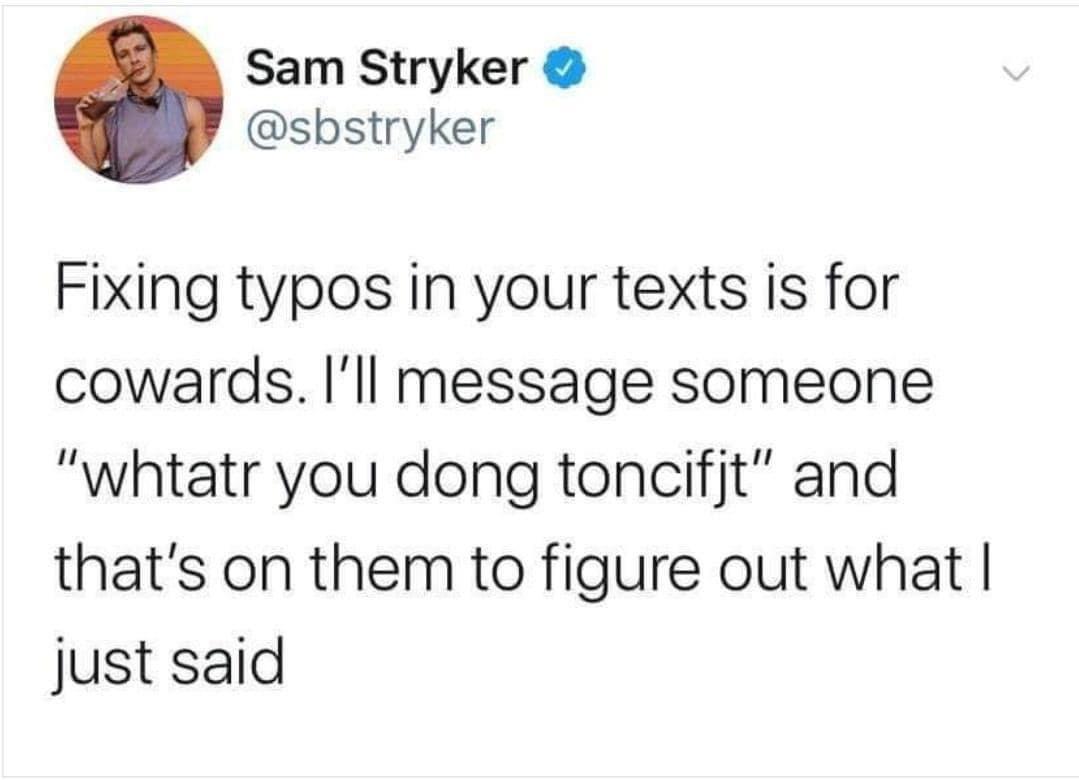 Sam Stryker
@sbstryker
Fixing typos in your texts is for
cowards. I'll message someone
"whtatr you dong toncifjt" and
that's on them to figure out what I
just said